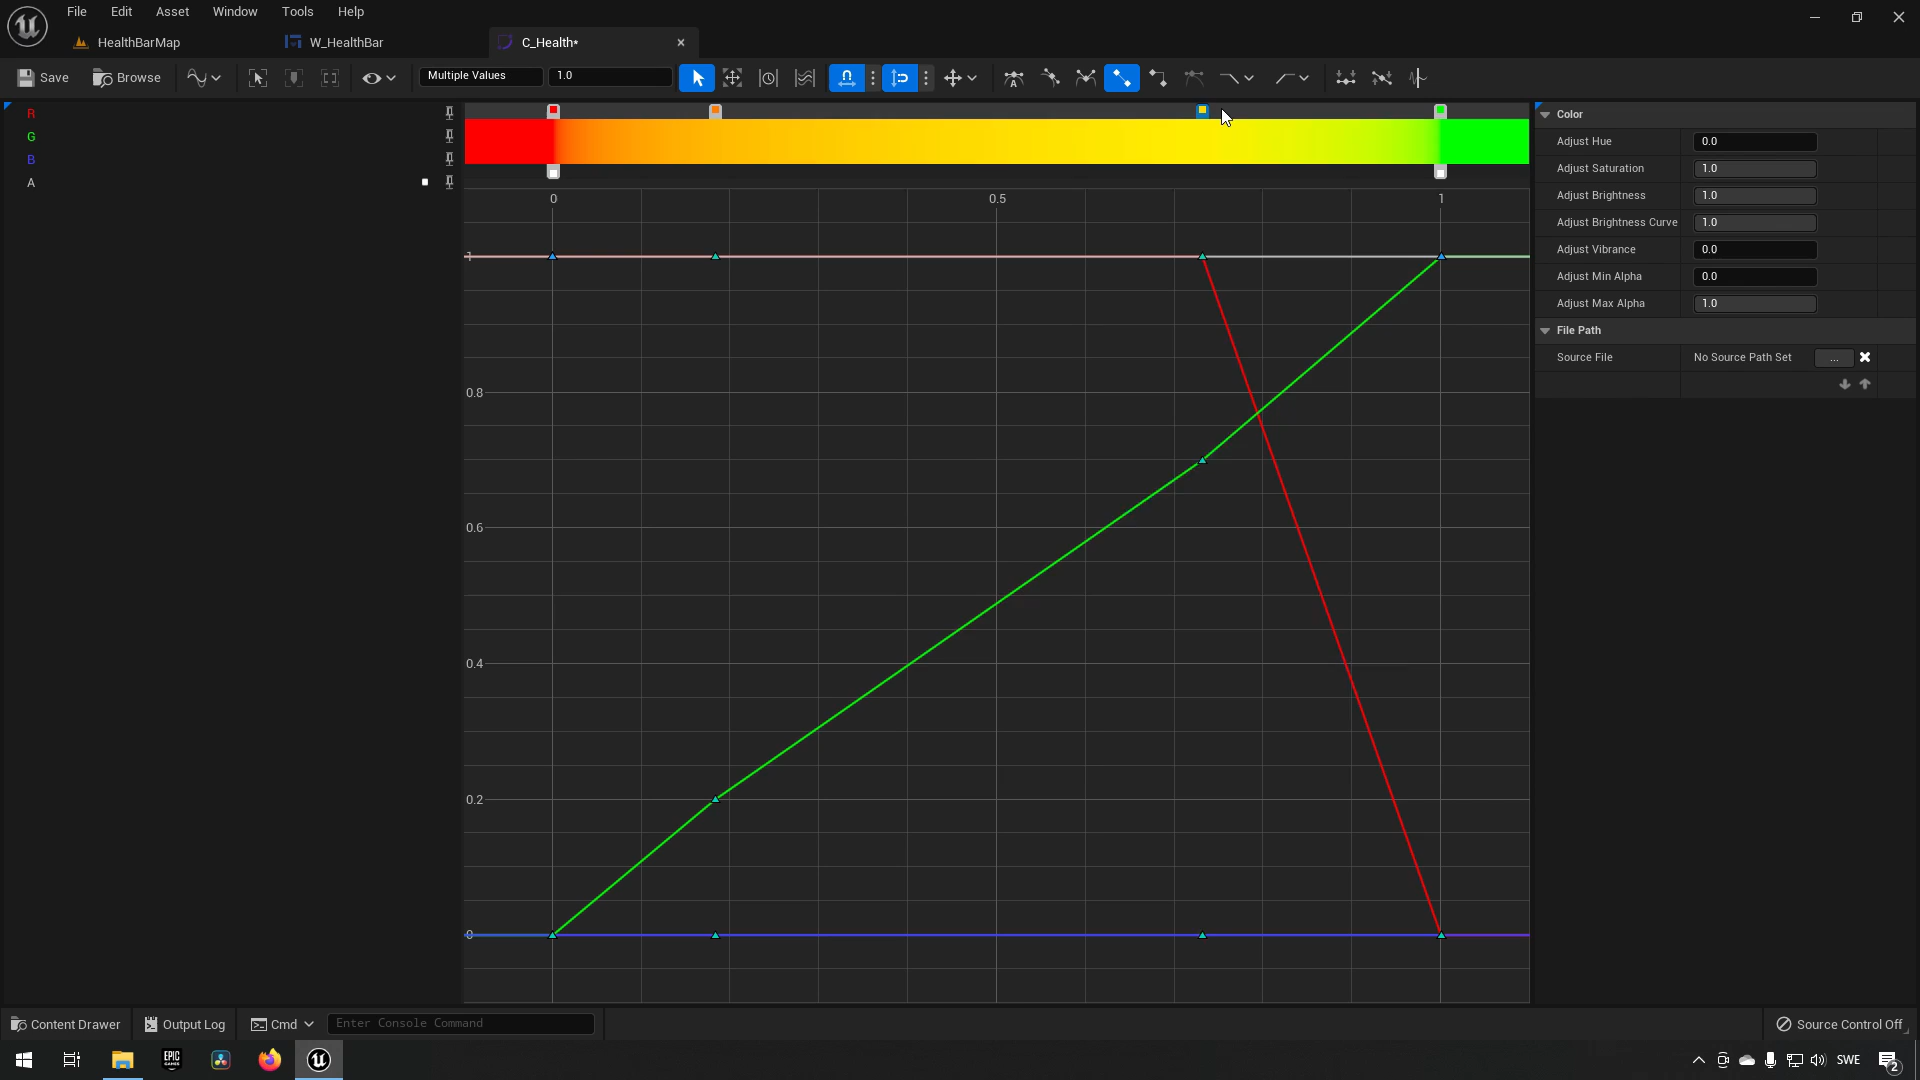 File Edit Asset Window Tools Help
HealthBarMap W_HealthBar C_Health*
Save Browse Multiple Values 1.0
R
G
B
A
0 0.5 1
1
0.8
0.6
0.4
0.2
0
Color
Adjust Hue 0.0
Adjust Saturation 1.0
Adjust Brightness 1.0
Adjust Brightness Curve 1.0
Adjust Vibrance 0.0
Adjust Min Alpha 0.0
Adjust Max Alpha 1.0
File Path
Source File No Source Path Set ...
Content Drawer Output Log Cmd Enter Console Command Source Control Off
EPIC GAMES SWE 2